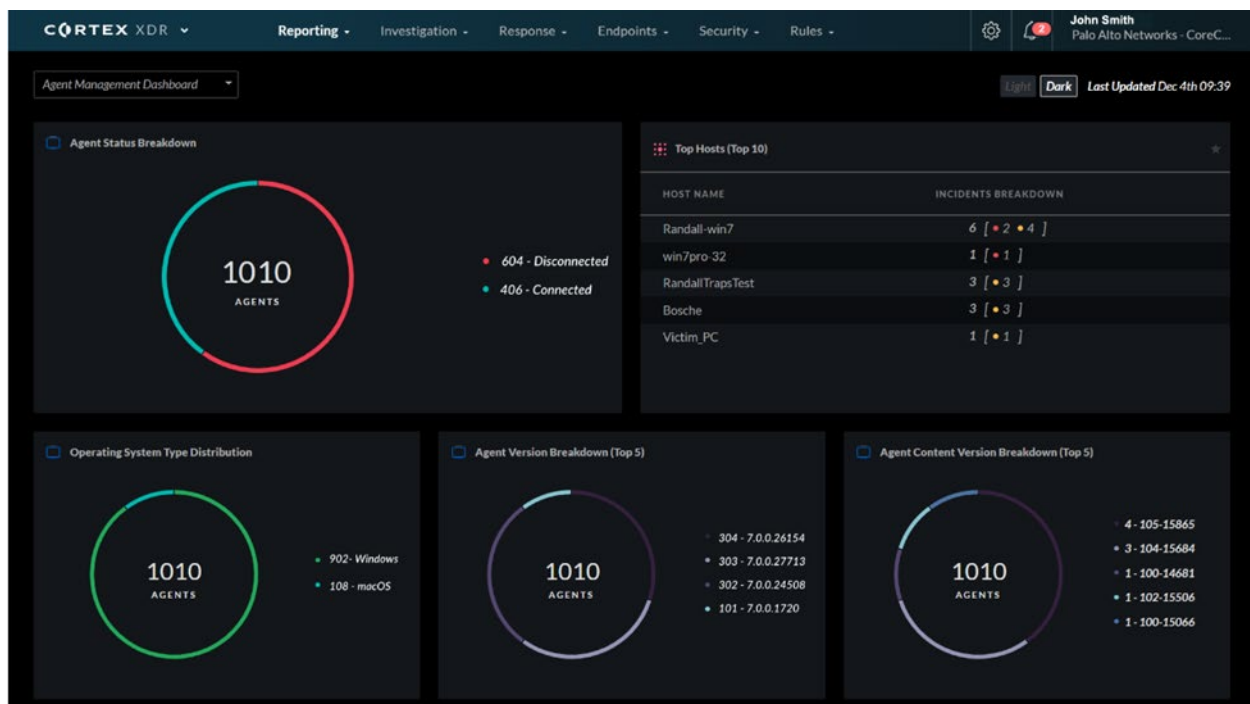 CORTEX XDR
Reporting
Investigation
Response
Endpoints
Security
Rules
2
John Smith
Palo Alto Networks - CoreC...
Agent Management Dashboard
Light
Dark
Last Updated Dec 4th 09:39
Agent Status Breakdown
1010
AGENTS
604 - Disconnected
406 - Connected
Top Hosts (Top 10)
HOST NAME INCIDENTS BREAKDOWN
Randall-win7 6 [ • 2 • 4 ]
win7pro-32 1 [ • 1 ]
RandallTrapsTest 3 [ • 3 ]
Bosche 3 [ • 3 ]
Victim_PC 1 [ • 1 ]
Operating System Type Distribution
1010
AGENTS
902- Windows
108 - macOS
Agent Version Breakdown (Top 5)
1010
AGENTS
304 - 7.0.0.26154
303 - 7.0.0.27713
302 - 7.0.0.24508
101 - 7.0.0.1720
Agent Content Version Breakdown (Top 5)
1010
AGENTS
4 - 105-15865
3 - 104-15684
1 - 100-14681
1 - 102-15506
1 - 100-15066